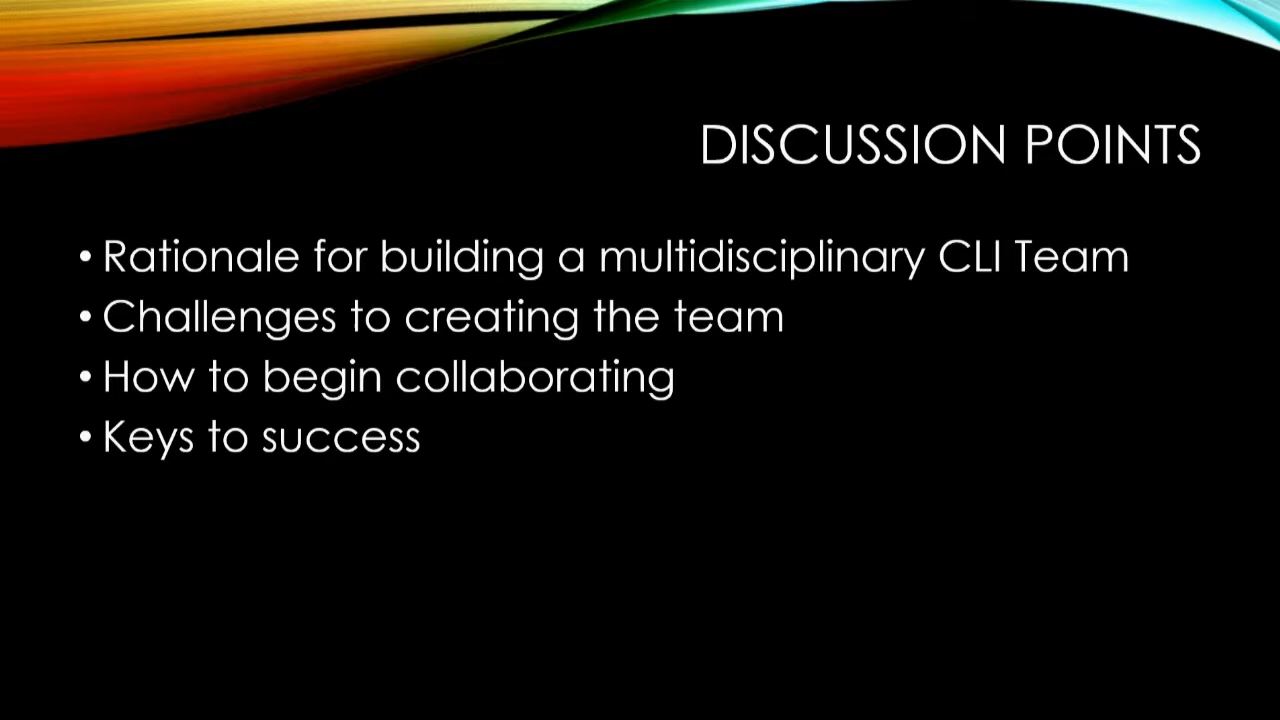 DISCUSSION POINTS
• Rationale for building a multidisciplinary CLI Team
• Challenges to creating the team
• How to begin collaborating
• Keys to success